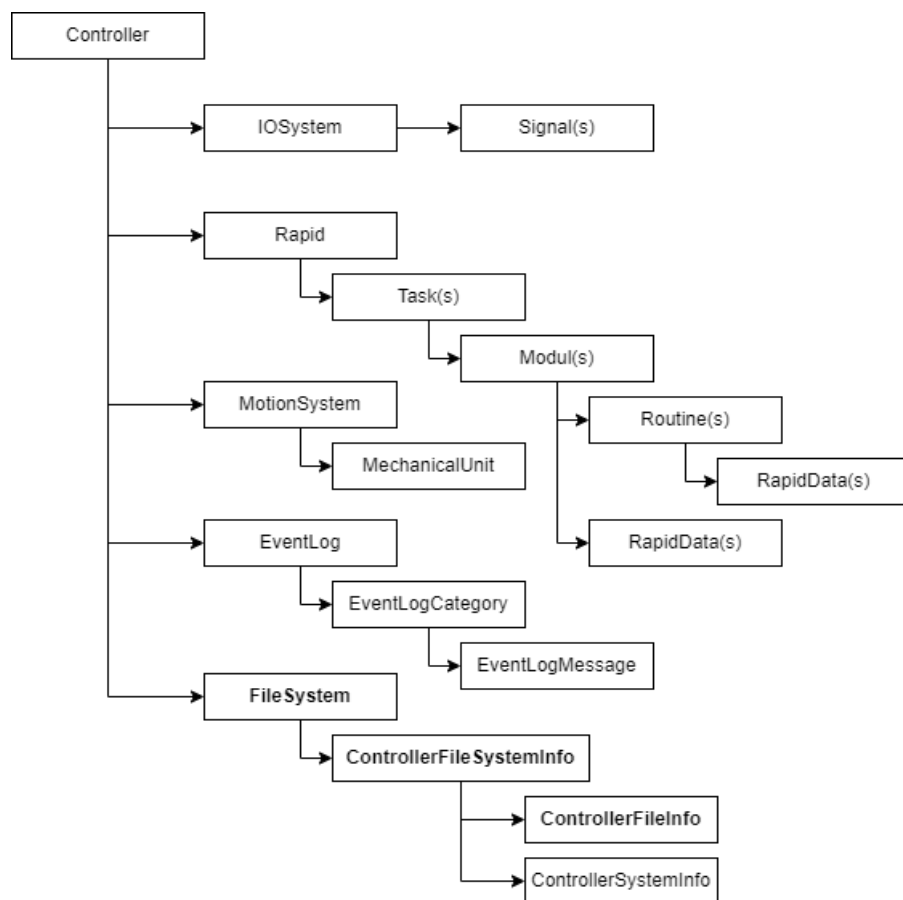 Controller
IOSystem
Signal(s)
Rapid
Task(s)
Modul(s)
MotionSystem
Routine(s)
MechanicalUnit
RapidData(s)
EventLog
RapidData(s)
EventLogCategory
EventLogMessage
FileSystem
ControllerFileSystemInfo
ControllerFileInfo
ControllerSystemInfo